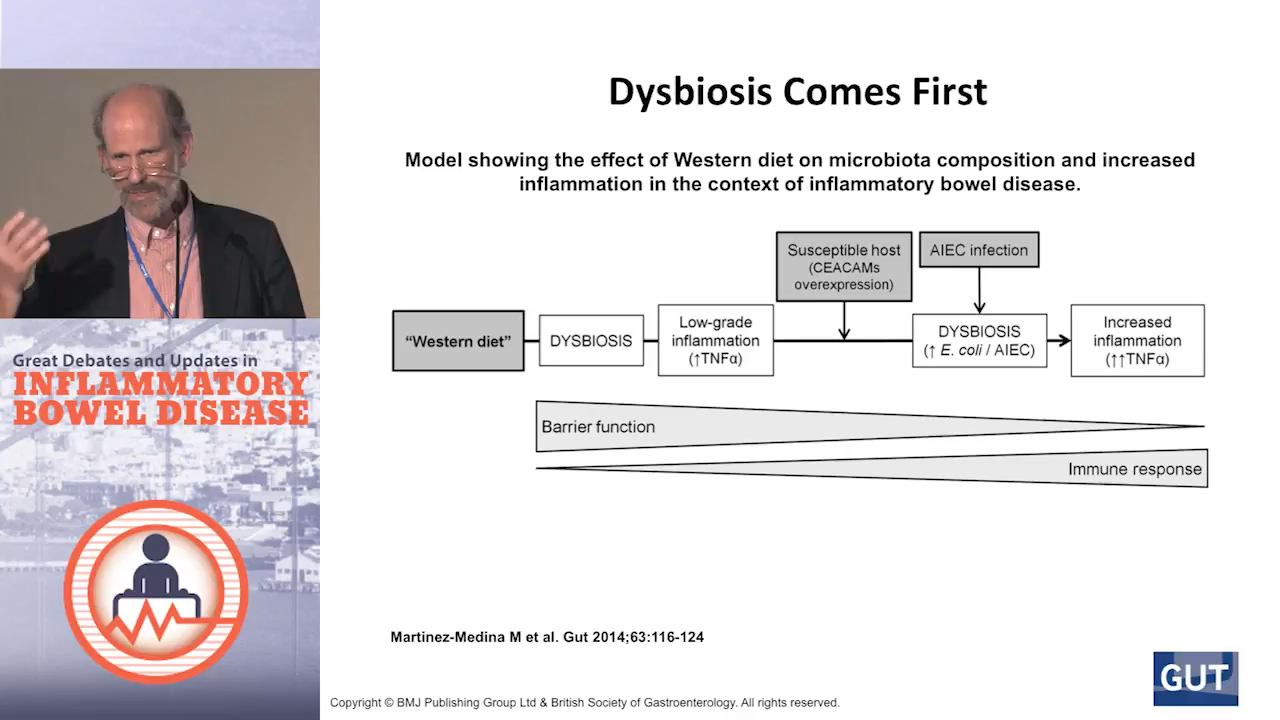 Dysbiosis Comes First
Model showing the effect of Western diet on microbiota composition and increased
inflammation in the context of inflammatory bowel disease.
Susceptible host
(CEACAMs
overexpression)
AIEC infection
“Western diet”
DYSBIOSIS
Low-grade
inflammation
(↑TNFα)
DYSBIOSIS
(↑ E. coli / AIEC)
Increased
inflammation
(↑↑TNFα)
Barrier function
Immune response
Great Debates and Updates in
INFLAMMATORY
BOWEL DISEASE
Martinez-Medina M et al. Gut 2014;63:116-124
GUT
Copyright © BMJ Publishing Group Ltd & British Society of Gastroenterology. All rights reserved.